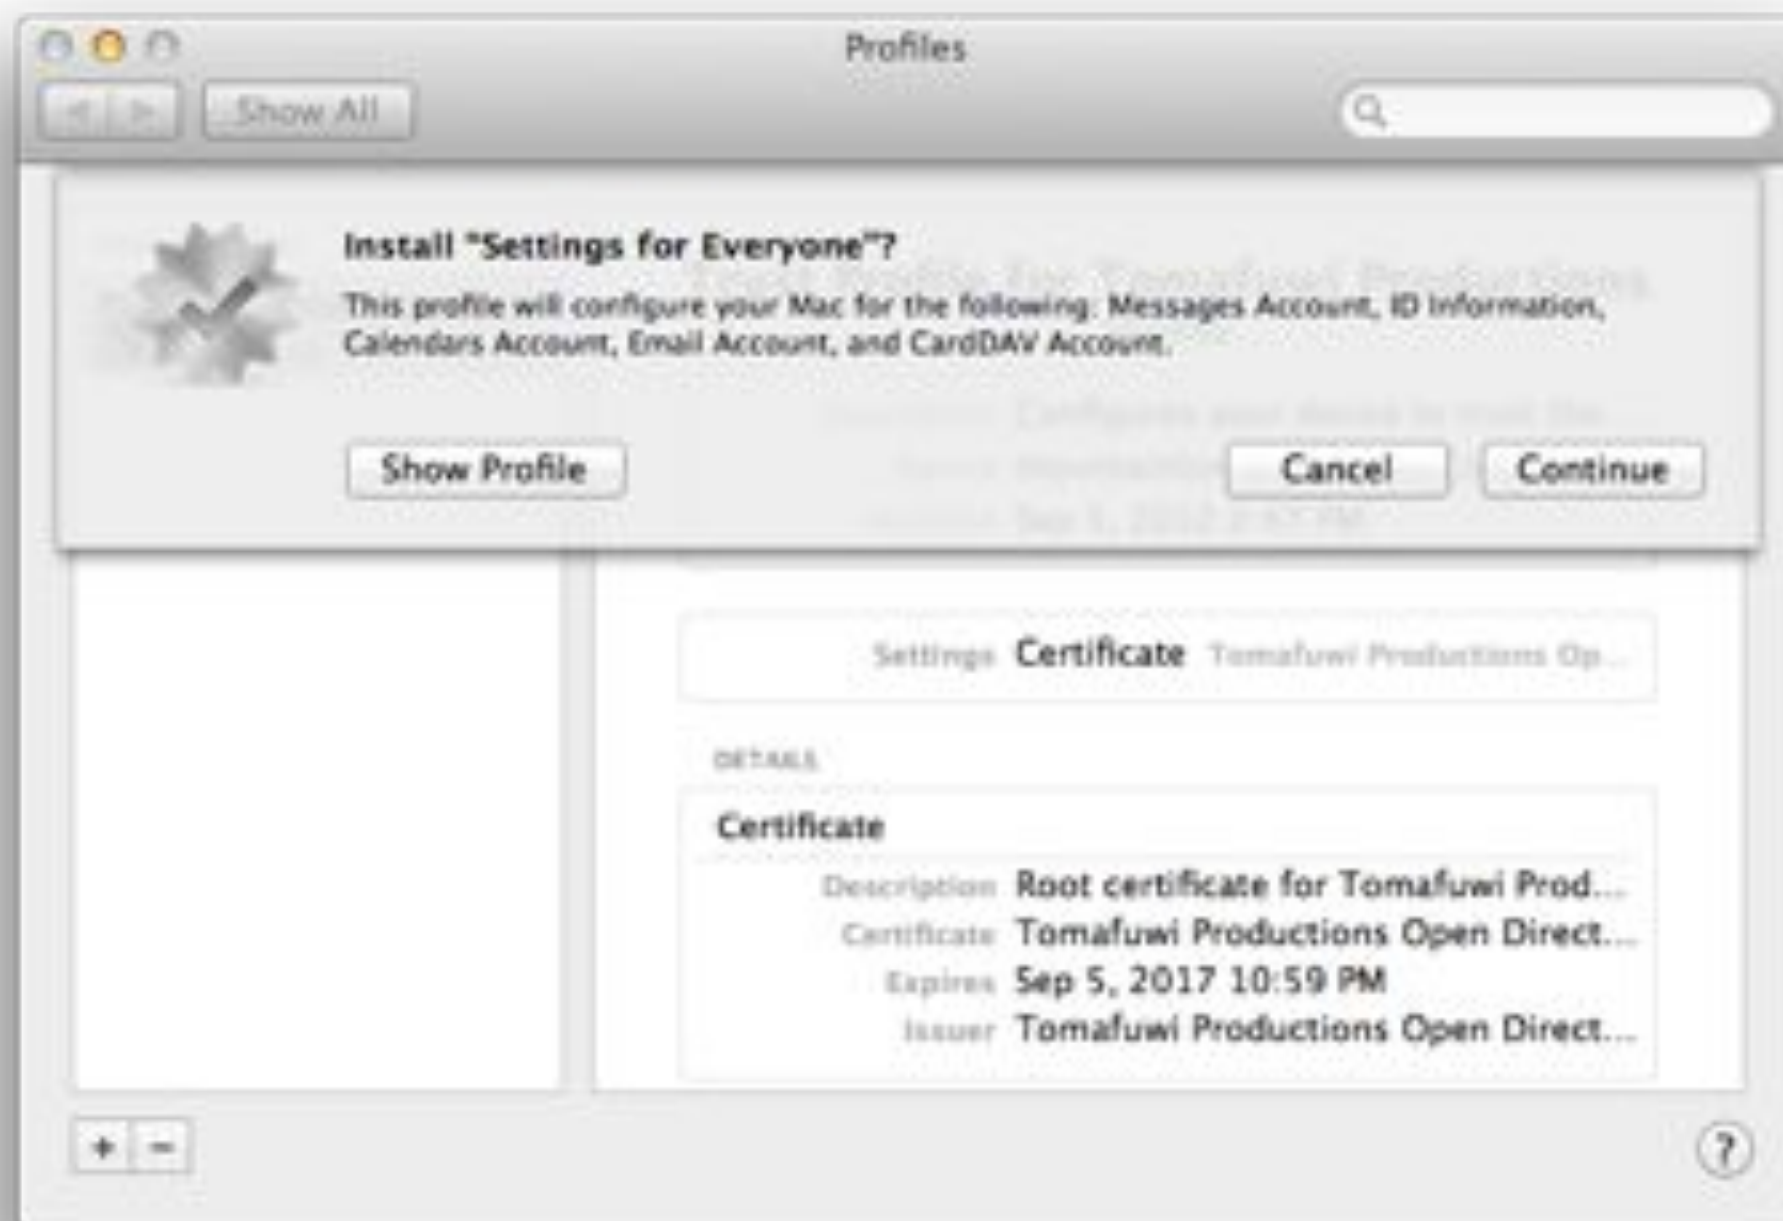 Profiles
Show All
Install "Settings for Everyone"?
This profile will configure your Mac for the following: Messages Account, ID Information,
Calendars Account, Email Account, and CardDAV Account.
Show Profile
Cancel
Continue
Settings Certificate Tomafuwi Productions Op...
DETAILS
Certificate
Description Root certificate for Tomafuwi Prod...
Certificate Tomafuwi Productions Open Direct...
Expires Sep 5, 2017 10:59 PM
Issuer Tomafuwi Productions Open Direct...
+ −
?